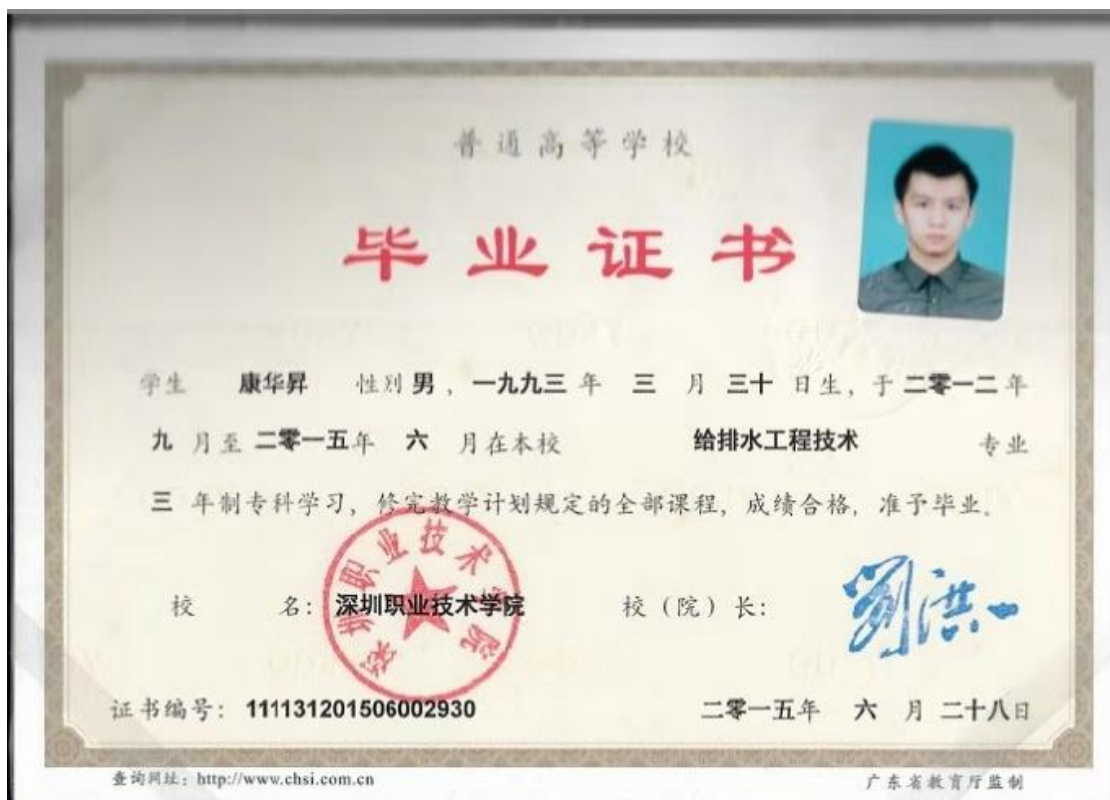 普通高等学校
毕业证书
学生 康华昇 性别 男，一九九三 年 三 月 三十 日生，于 二零一二 年
九 月至 二零一五年 六 月在本校 给排水工程技术 专业
三 年制专科学习，修完教学计划规定的全部课程，成绩合格，准予毕业。
深圳职业技术学院
校 名：深圳职业技术学院 校（院）长：劉洪一
证书编号：111131201506002930 二零一五年 六 月 二十八日
查询网址：http://www.chsi.com.cn 广东省教育厅监制